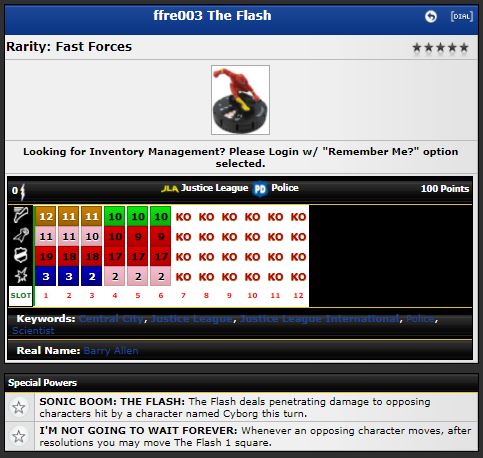 ffre003 The Flash [DIAL]
Rarity: Fast Forces
Looking for Inventory Management? Please Login w/ "Remember Me?" option
selected.
0 JLA Justice League PD Police 100 Points
12 11 11 10 10 10 KO KO KO KO KO KO
11 11 10 10 9 9 KO KO KO KO KO KO
19 18 18 17 17 17 KO KO KO KO KO KO
3 3 2 2 2 2 KO KO KO KO KO KO
SLOT 1 2 3 4 5 6 7 8 9 10 11 12
Keywords: Central City, Justice League, Justice League International, Police,
Scientist
Real Name: Barry Allen
Special Powers
SONIC BOOM: THE FLASH: The Flash deals penetrating damage to opposing
characters hit by a character named Cyborg this turn.
I'M NOT GOING TO WAIT FOREVER: Whenever an opposing character moves, after
resolutions you may move The Flash 1 square.